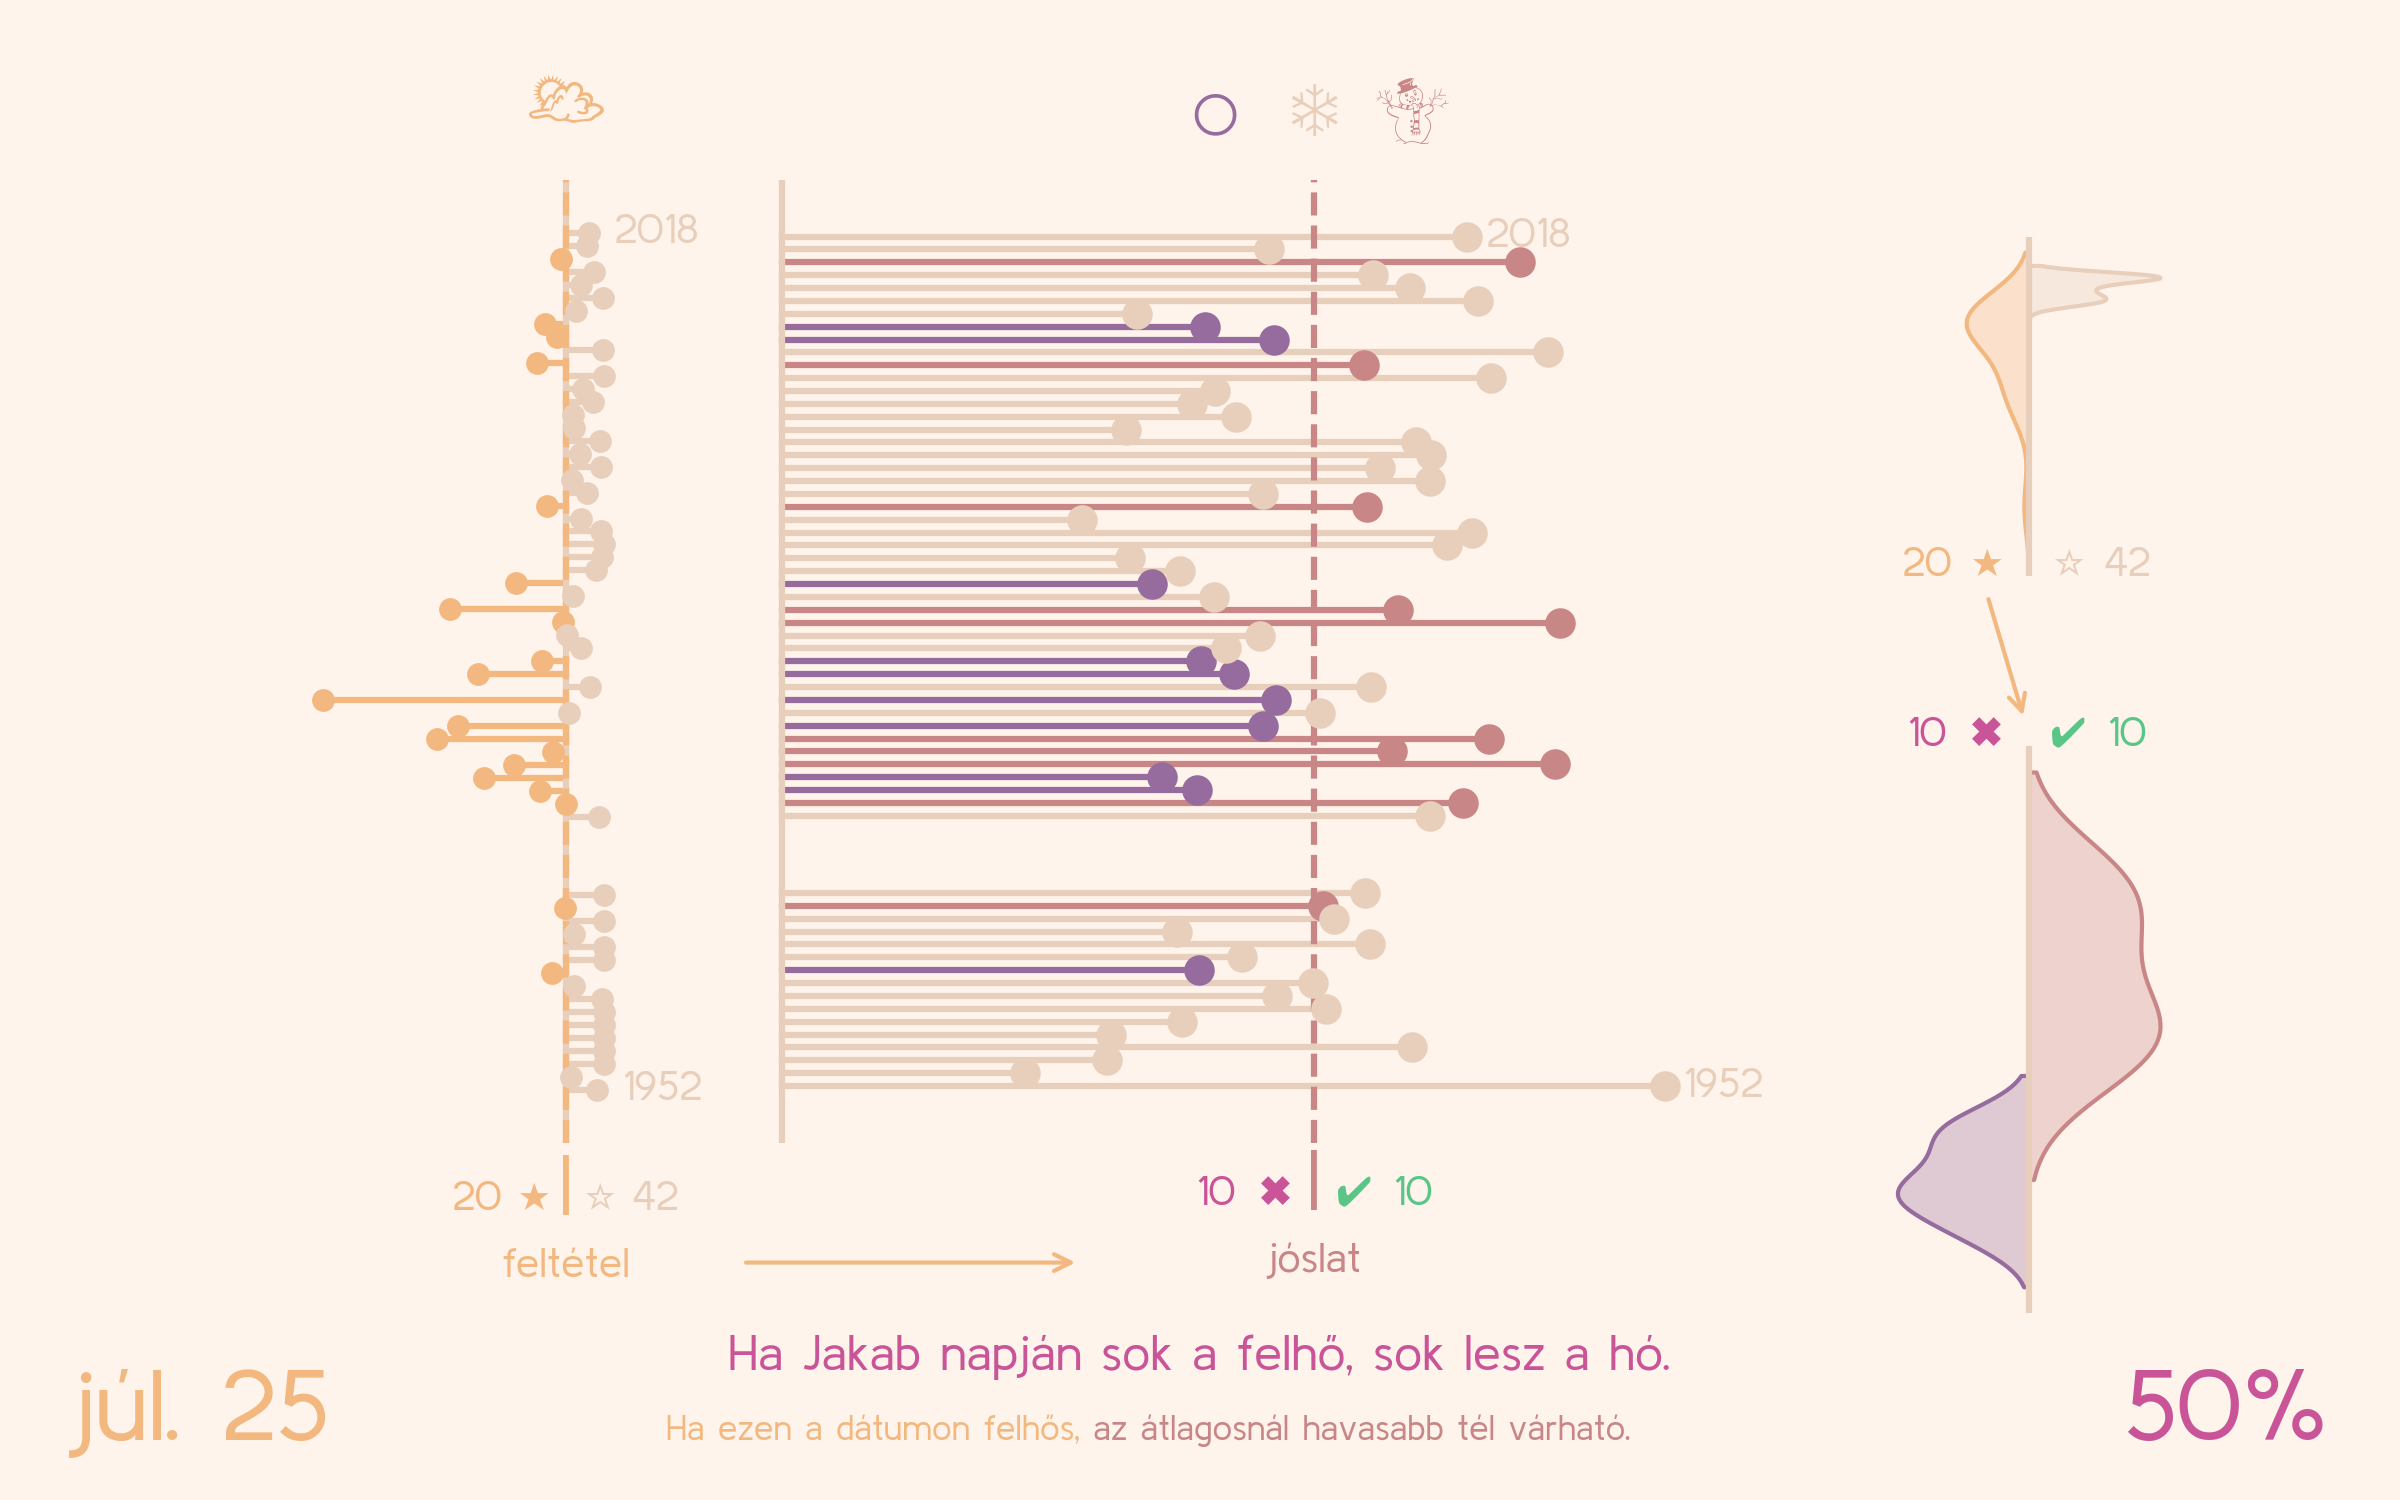 2018
2018
20 ★ ☆ 42
10 ✖ ✔ 10
1952
1952
20 ★ ☆ 42
10 ✖ ✔ 10
feltétel
jóslat
Ha Jakab napján sok a felhő, sok lesz a hó.
júl. 25
50%
Ha ezen a dátumon felhős, az átlagosnál havasabb tél várható.